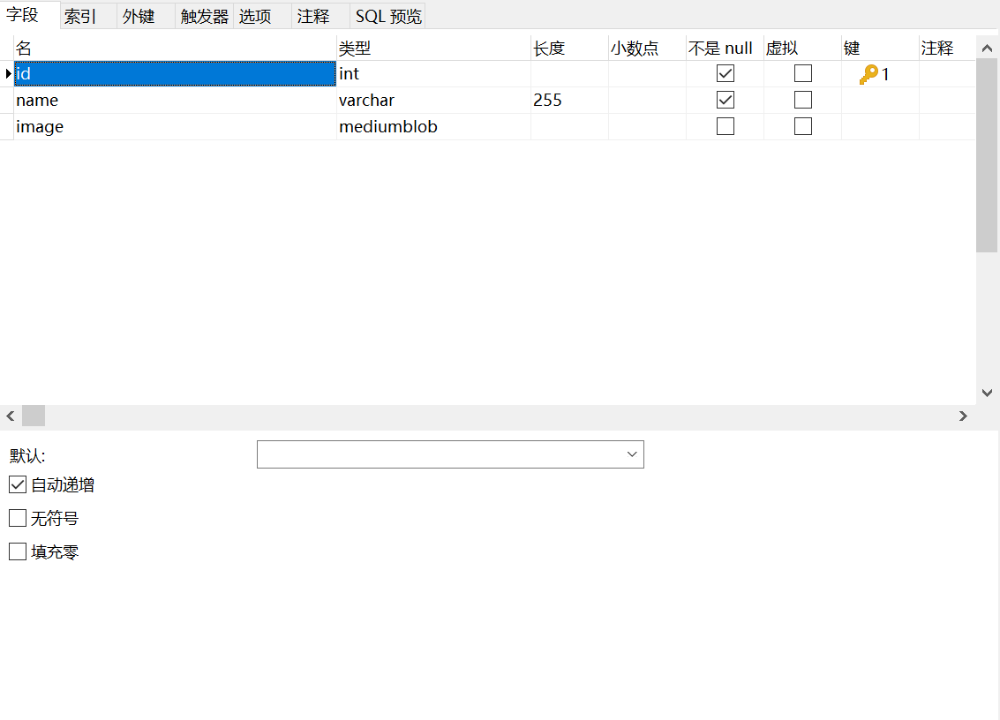 字段 索引 外键 触发器 选项 注释 SQL 预览
名 类型 长度 小数点 不是 null 虚拟 键 注释
id int 1
name varchar 255
image mediumblob
默认:
自动递增
无符号
填充零